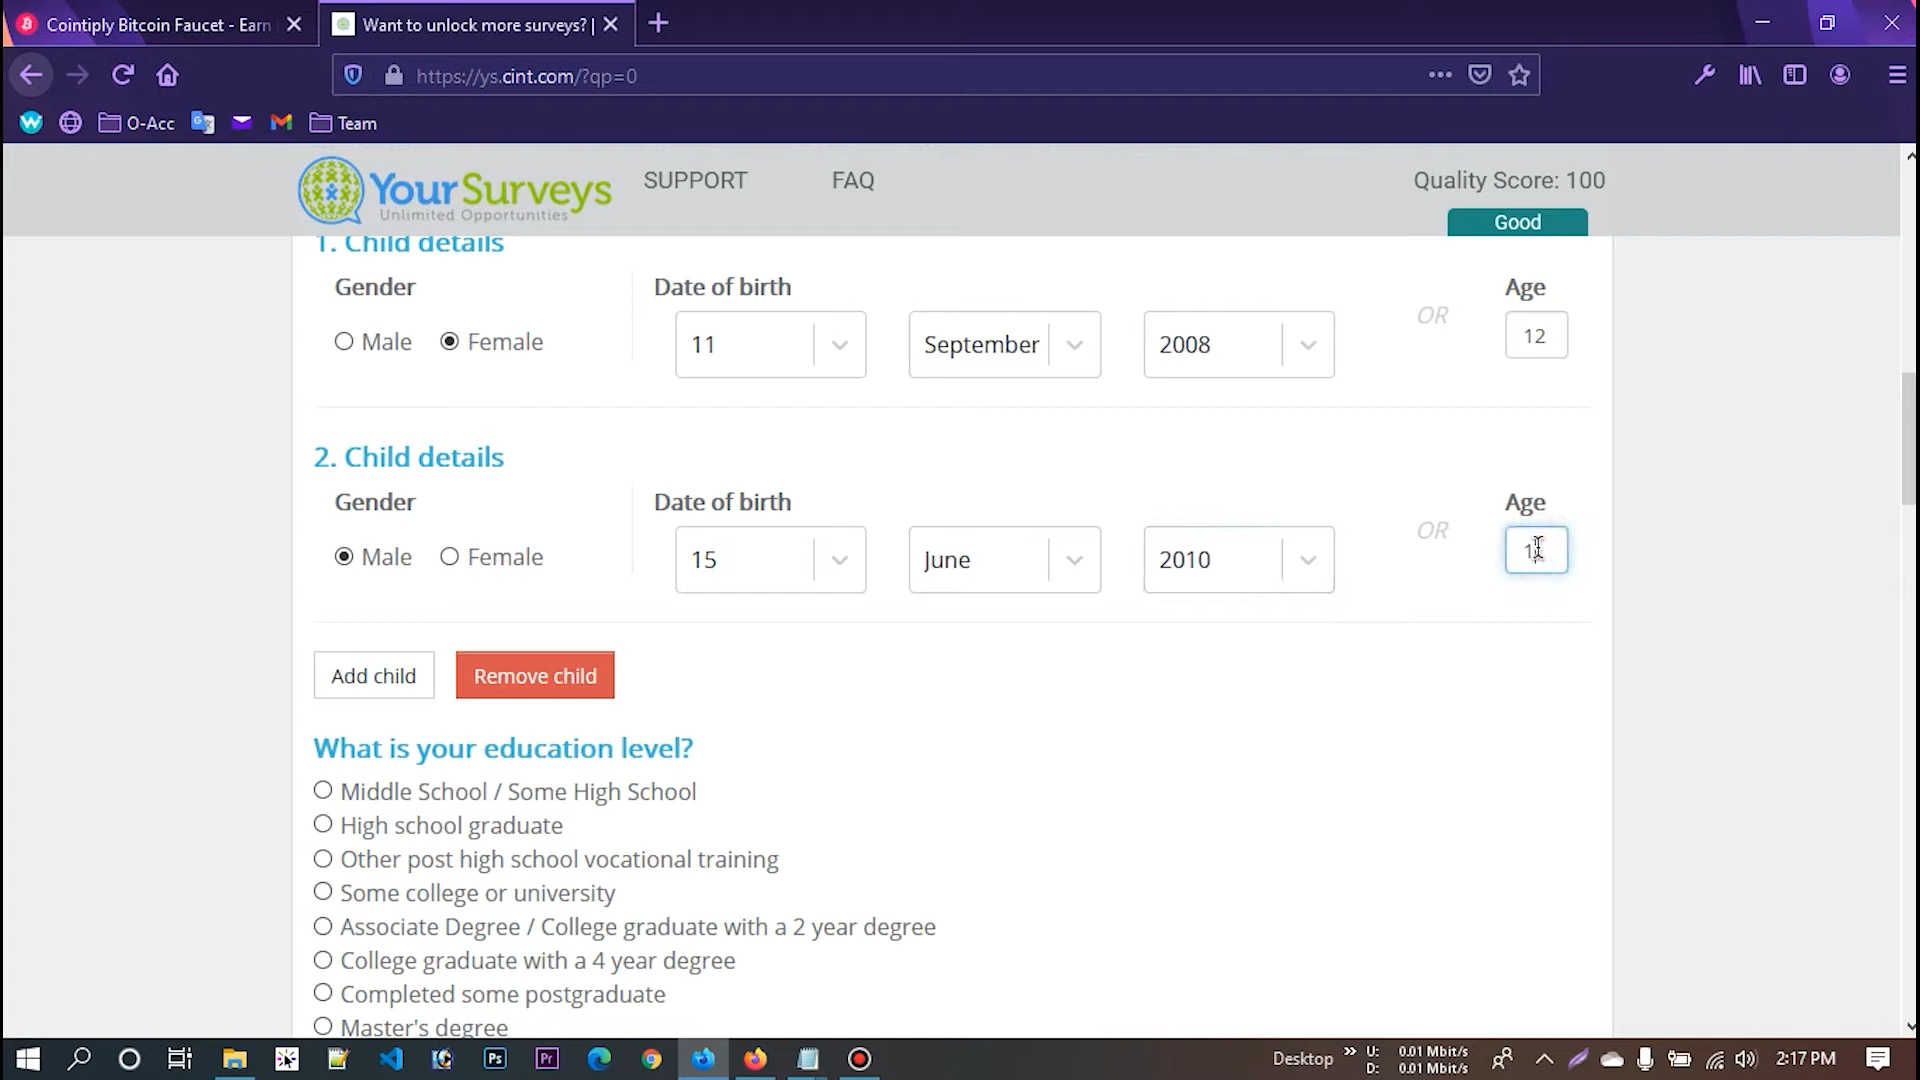 Cointiply Bitcoin Faucet - Earn
Want to unlock more surveys? |
https://ys.cint.com/?qp=0
O-Acc
Team
YourSurveys
Unlimited Opportunities
SUPPORT
FAQ
Quality Score: 100
Good
1. Child details
Gender
Date of birth
OR
Age
Male
Female
11
September
2008
12
2. Child details
Gender
Date of birth
OR
Age
Male
Female
15
June
2010
Add child
Remove child
What is your education level?
Middle School / Some High School
High school graduate
Other post high school vocational training
Some college or university
Associate Degree / College graduate with a 2 year degree
College graduate with a 4 year degree
Completed some postgraduate
Master's degree
Desktop
U: 0.01 Mbit/s
D: 0.01 Mbit/s
2:17 PM